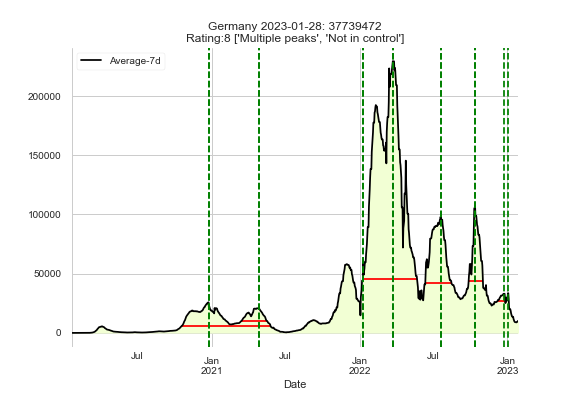 Germany 2023-01-28: 37739472
Rating:8 ['Multiple peaks', 'Not in control']
Average-7d
200000
150000
100000
50000
0
Jul
Jan
2021
Jul
Jan
2022
Jul
Jan
2023
Date